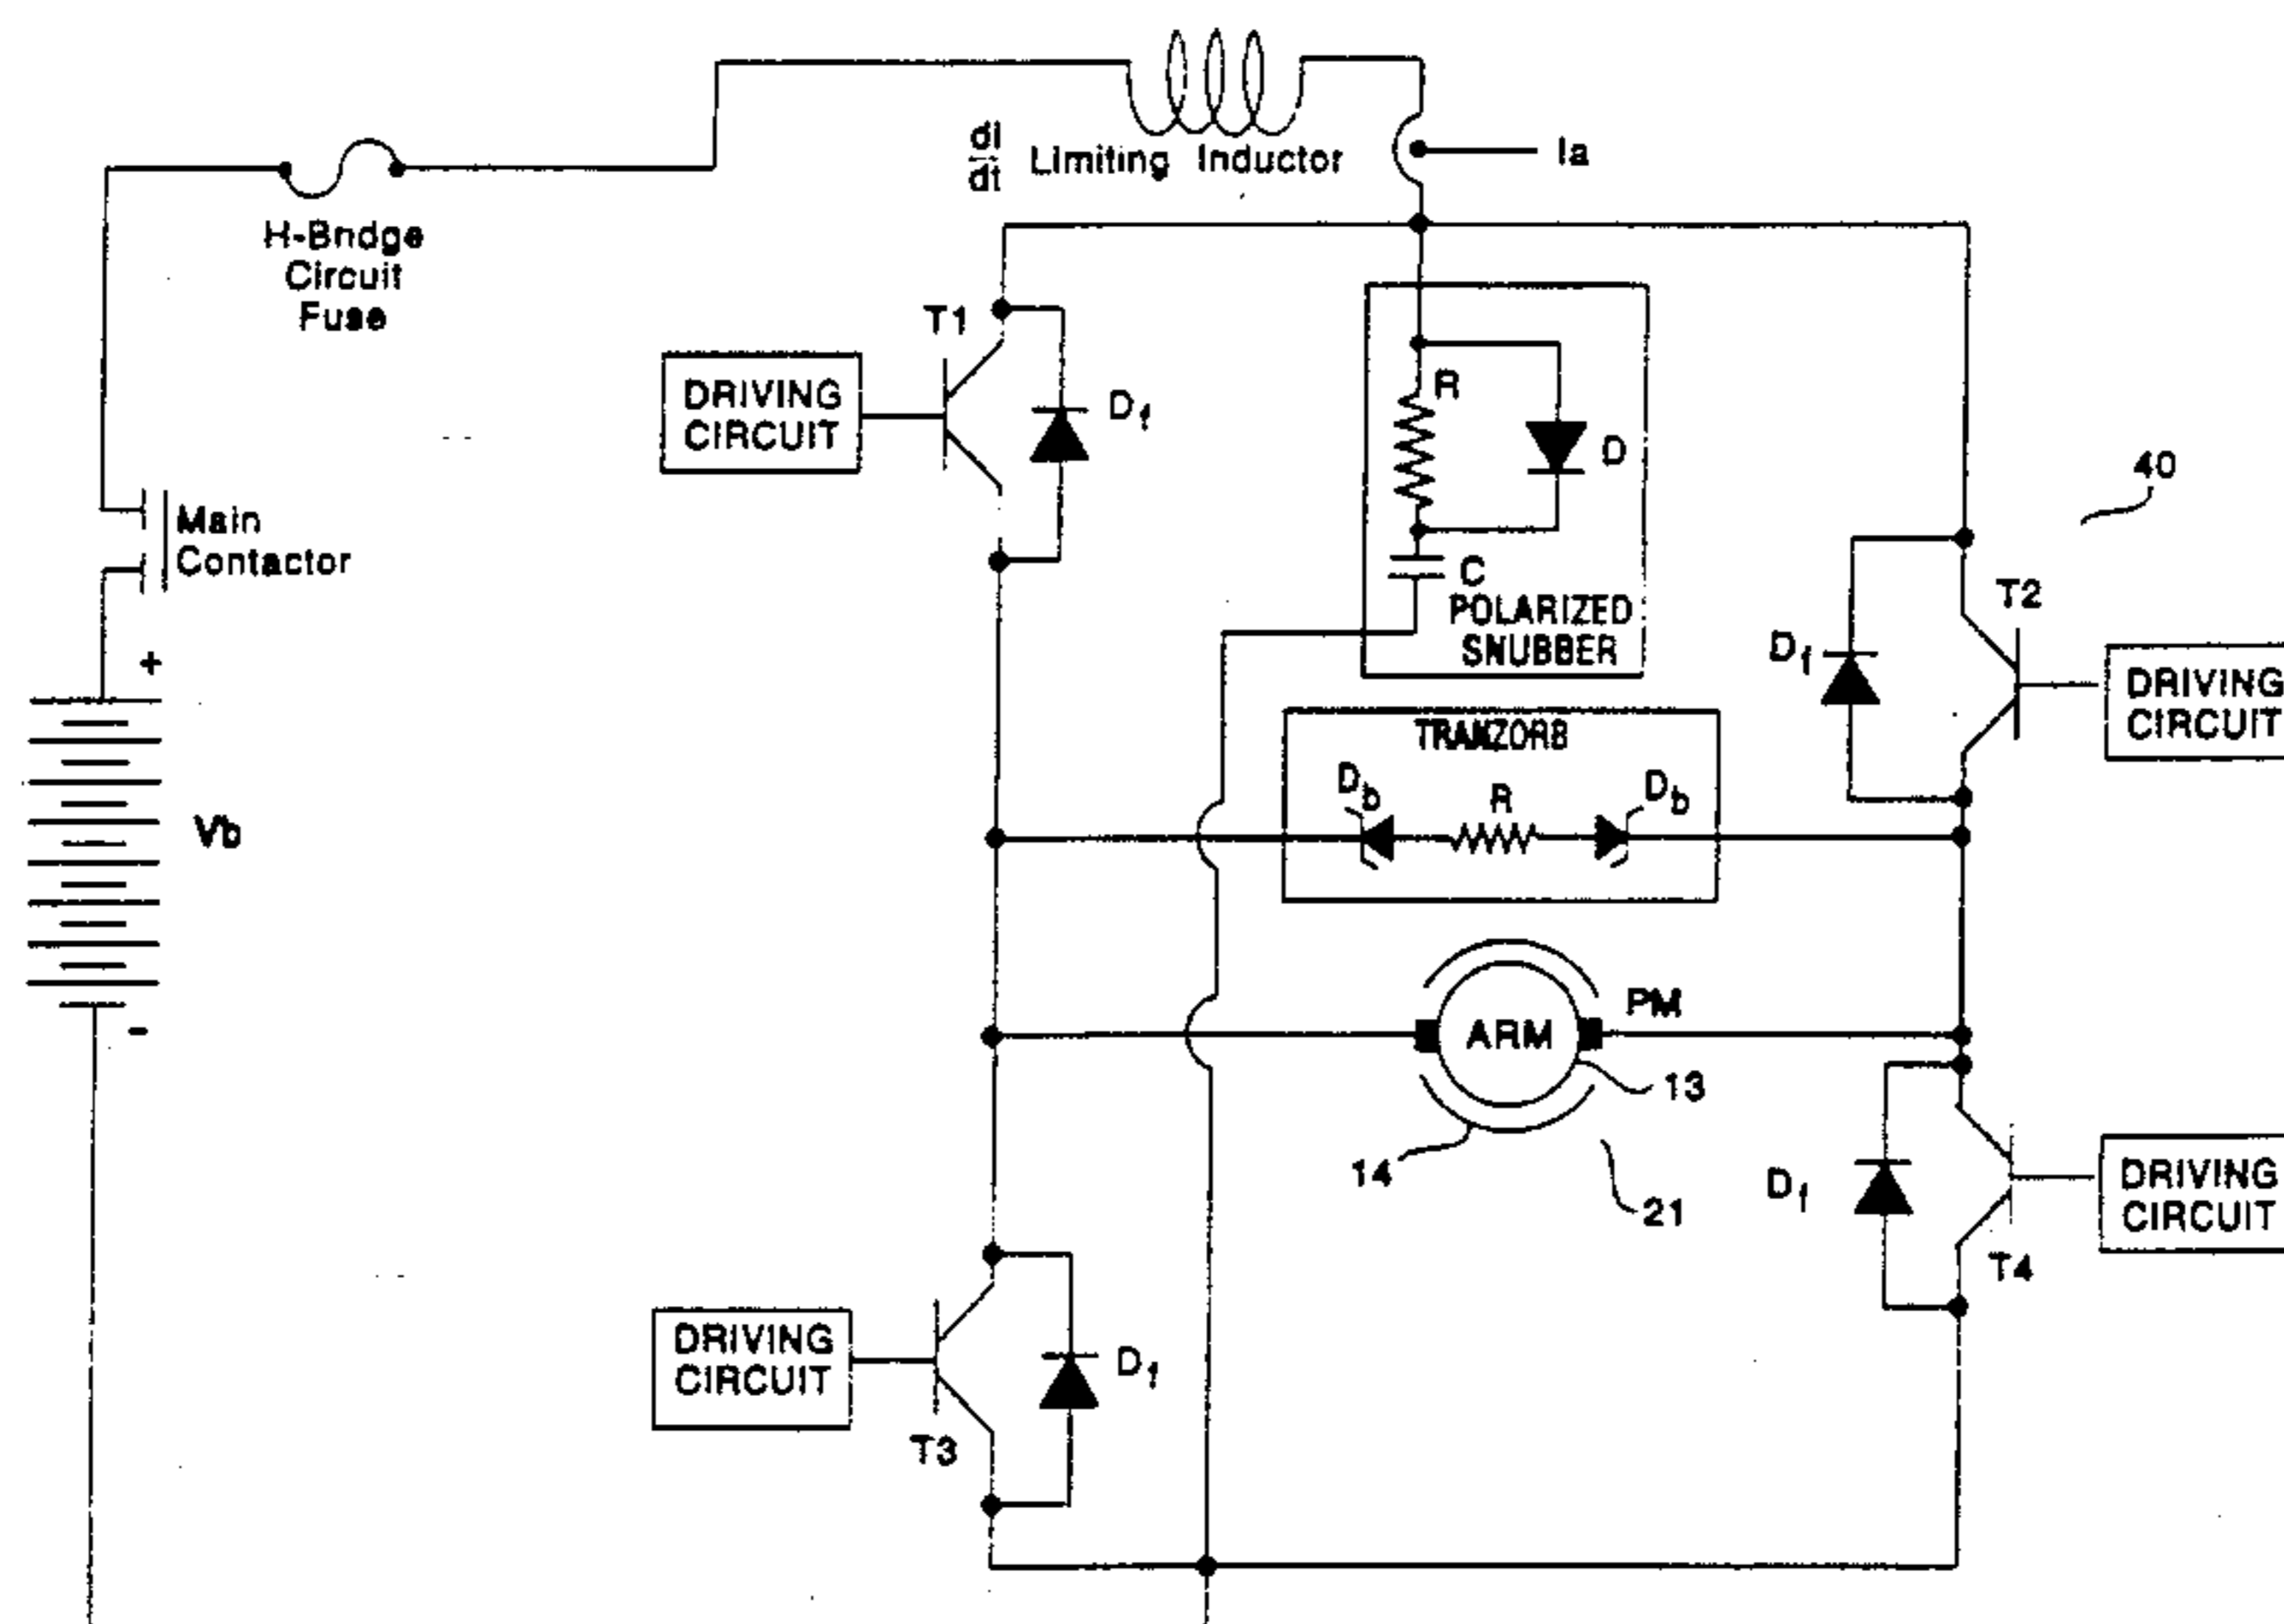 dI
dt
Limiting Inductor
Ia
H-Bridge
Circuit
Fuse
T1
DRIVING
CIRCUIT
Df
R
D
C
POLARIZED
SNUBBER
40
Main
Contactor
+
Vb
-
T2
Df
DRIVING
CIRCUIT
TRANZORB
Db
R
Db
ARM
PM
13
14
21
Df
DRIVING
CIRCUIT
T4
DRIVING
CIRCUIT
T3
Df